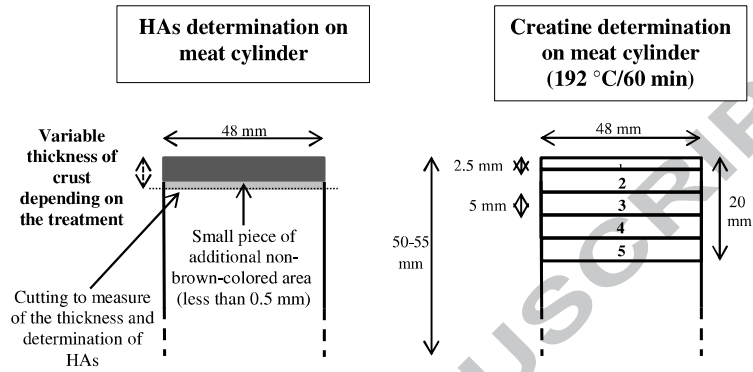 HAs determination on
meat cylinder
48 mm
Variable
thickness of
crust
depending on
the treatment
Small piece of
additional non-
brown-colored area
(less than 0.5 mm)
Cutting to measure
of the thickness and
determination of
HAs
Creatine determination
on meat cylinder
(192 °C/60 min)
48 mm
2.5 mm
5 mm
50-55
mm
1
2
3
4
5
20
mm
USCRIP